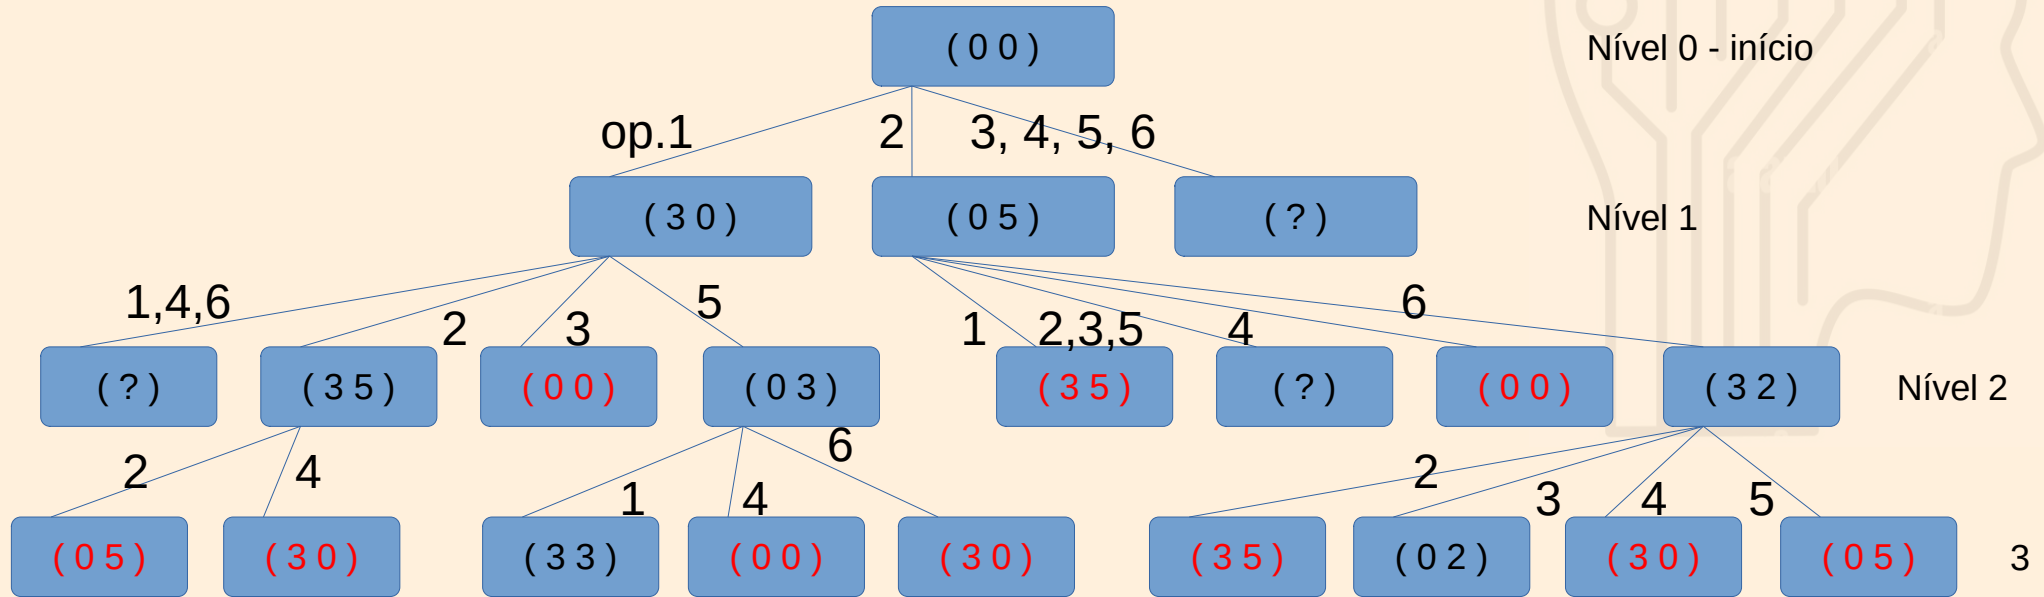 ( 0 0 ) Nível 0 - início
op.1 2 3, 4, 5, 6
( 3 0 ) ( 0 5 ) ( ? ) Nível 1
1,4,6 2 3 5 1 2,3,5 4 6
( ? ) ( 3 5 ) ( 0 0 ) ( 0 3 ) ( 3 5 ) ( ? ) ( 0 0 ) ( 3 2 ) Nível 2
2 4 1 4 6 2 3 4 5
( 0 5 ) ( 3 0 ) ( 3 3 ) ( 0 0 ) ( 3 0 ) ( 3 5 ) ( 0 2 ) ( 3 0 ) ( 0 5 ) 3